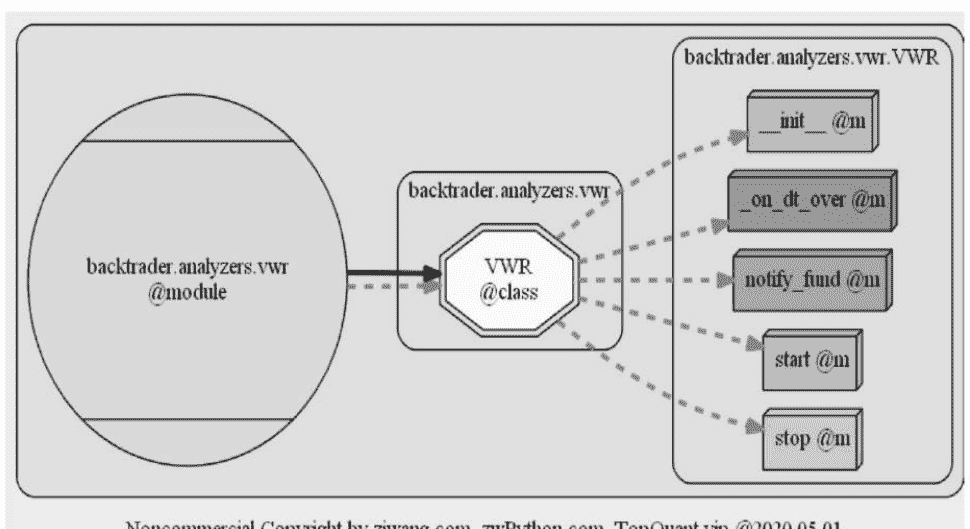 backtrader.analyzers.vwr
@module
backtrader.analyzers.vwr
VWR
@class
backtrader.analyzers.vwr.VWR
__init__ @m
_on_dt_over @m
notify_fund @m
start @m
stop @m
Noncommercial Copyright by ziwang.com, zwPython.com, TopQuant.vip @2020.05.01